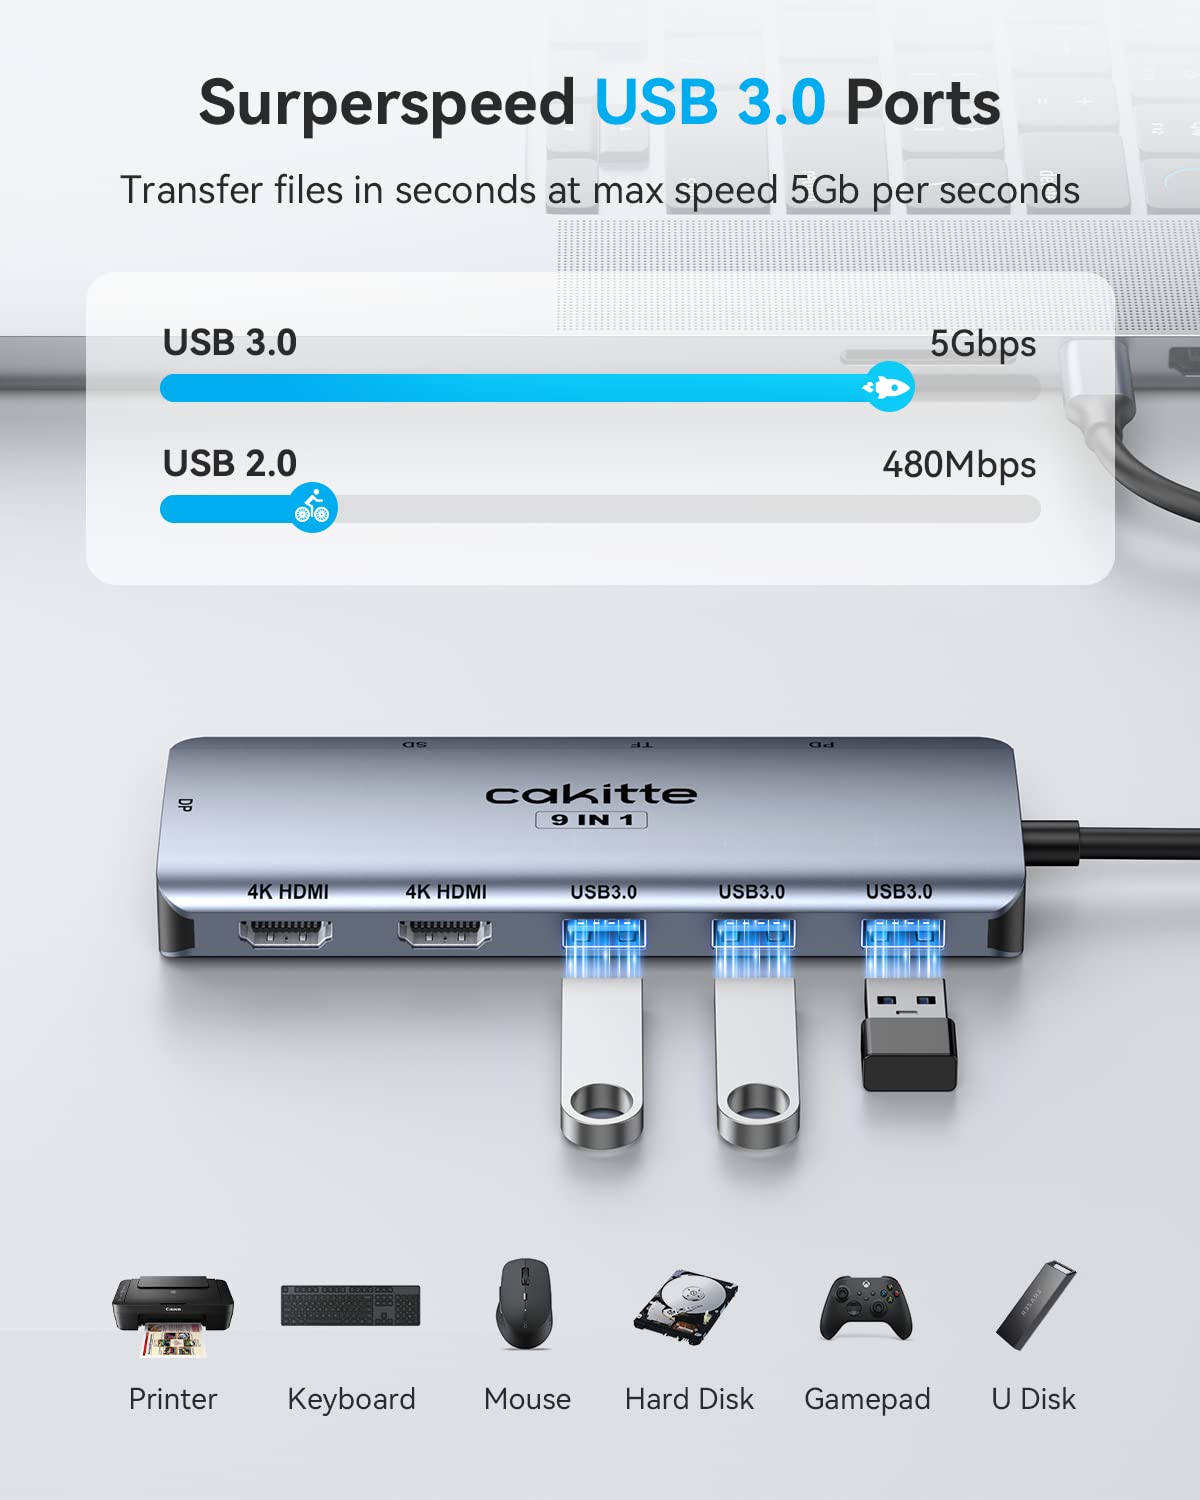 Surperspeed USB 3.0 Ports
Transfer files in seconds at max speed 5Gb per seconds
USB 3.0 5Gbps
USB 2.0 480Mbps
SD TF PD
DP
cakitte
9 IN 1
4K HDMI 4K HDMI USB3.0 USB3.0 USB3.0
Canon
Printer Keyboard Mouse Hard Disk Gamepad U Disk